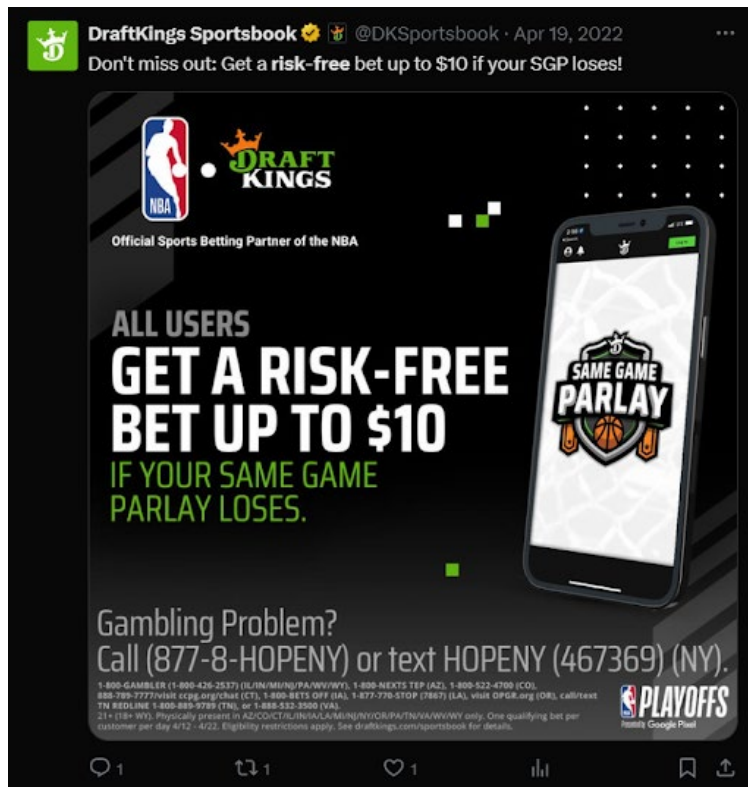 DraftKings Sportsbook @DKSportsbook · Apr 19, 2022
Don't miss out: Get a risk-free bet up to $10 if your SGP loses!
NBA
DRAFT
KINGS
Official Sports Betting Partner of the NBA
ALL USERS
GET A RISK-FREE
BET UP TO $10
IF YOUR SAME GAME
PARLAY LOSES.
SAME GAME
PARLAY
Gambling Problem?
Call (877-8-HOPENY) or text HOPENY (467369) (NY).
1-800-GAMBLER (1-800-426-2537) (IL/IN/MI/NJ/PA/WV/WY), 1-800-NEXTS TEP (AZ), 1-800-522-4700 (CO),
888-789-7777/visit ccpg.org/chat (CT), 1-800-BETS OFF (IA), 1-877-770-STOP (7867) (LA), visit OPGR.org (OR), call/text
TN REDLINE 1-800-889-9789 (TN), or 1-888-532-3500 (VA).
21+ (18+ WY). Physically present in AZ/CO/CT/IL/IN/IA/LA/MI/NJ/NY/OR/PA/TN/VA/WV/WY only. One qualifying bet per
customer per day 4/12 - 4/22. Eligibility restrictions apply. See draftkings.com/sportsbook for details.
NBA PLAYOFFS
Presented by Google Pixel
1 1 1